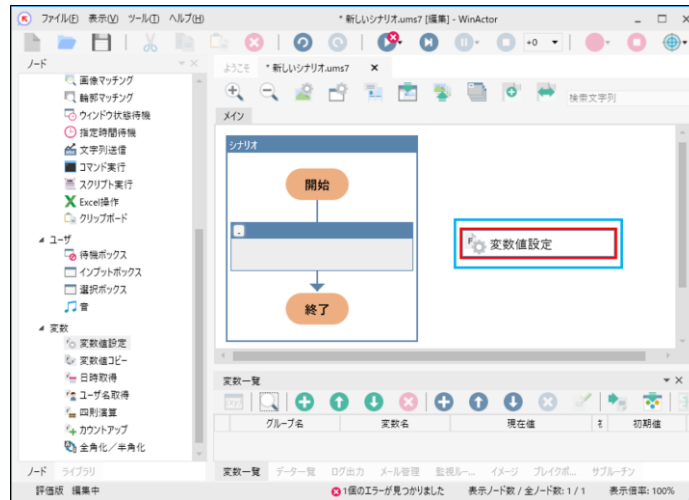 ファイル(F) 表示(V) ツール(T) ヘルプ(H)
* 新しいシナリオ.ums7 [編集] - WinActor
+0
ノード
ようこそ
* 新しいシナリオ.ums7
検索文字列
メイン
画像マッチング
輪郭マッチング
ウィンドウ状態待機
指定時間待機
文字列送信
コマンド実行
スクリプト実行
Excel操作
クリップボード
ユーザ
待機ボックス
インプットボックス
選択ボックス
音
変数
変数値設定
変数値コピー
日時取得
ユーザ名取得
四則演算
カウントアップ
全角化/半角化
シナリオ
開始
終了
変数値設定
変数一覧
グループ名 変数名 現在値 初期値
ノード ライブラリ
変数一覧 データ一覧 ログ出力 メール管理 監視ルー... イメージ ブレイクポ... サブルーチン
評価版 編集中
1個のエラーが見つかりました 表示ノード数/全ノード数: 1 / 1 表示倍率: 100%